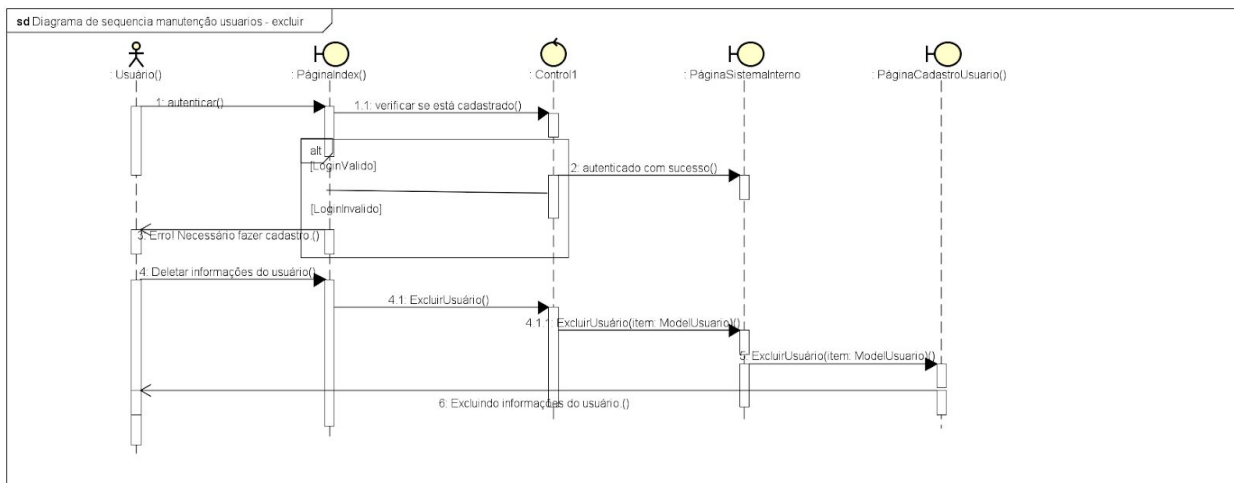 sd Diagrama de sequencia manutenção usuarios - excluir
: Usuário()
: PáginaIndex()
: Control1
: PáginaSistemaInterno
: PáginaCadastroUsuario()
1: autenticar()
1.1: verificar se está cadastrado()
alt
[LoginValido]
2: autenticado com sucesso()
[LoginInvalido]
3: Erro! Necessário fazer cadastro.()
4: Deletar informações do usuário()
4.1: ExcluirUsuário()
4.1.1: ExcluirUsuário(item: ModelUsuario)()
5: ExcluirUsuário(item: ModelUsuario)()
6: Excluindo informações do usuário.()